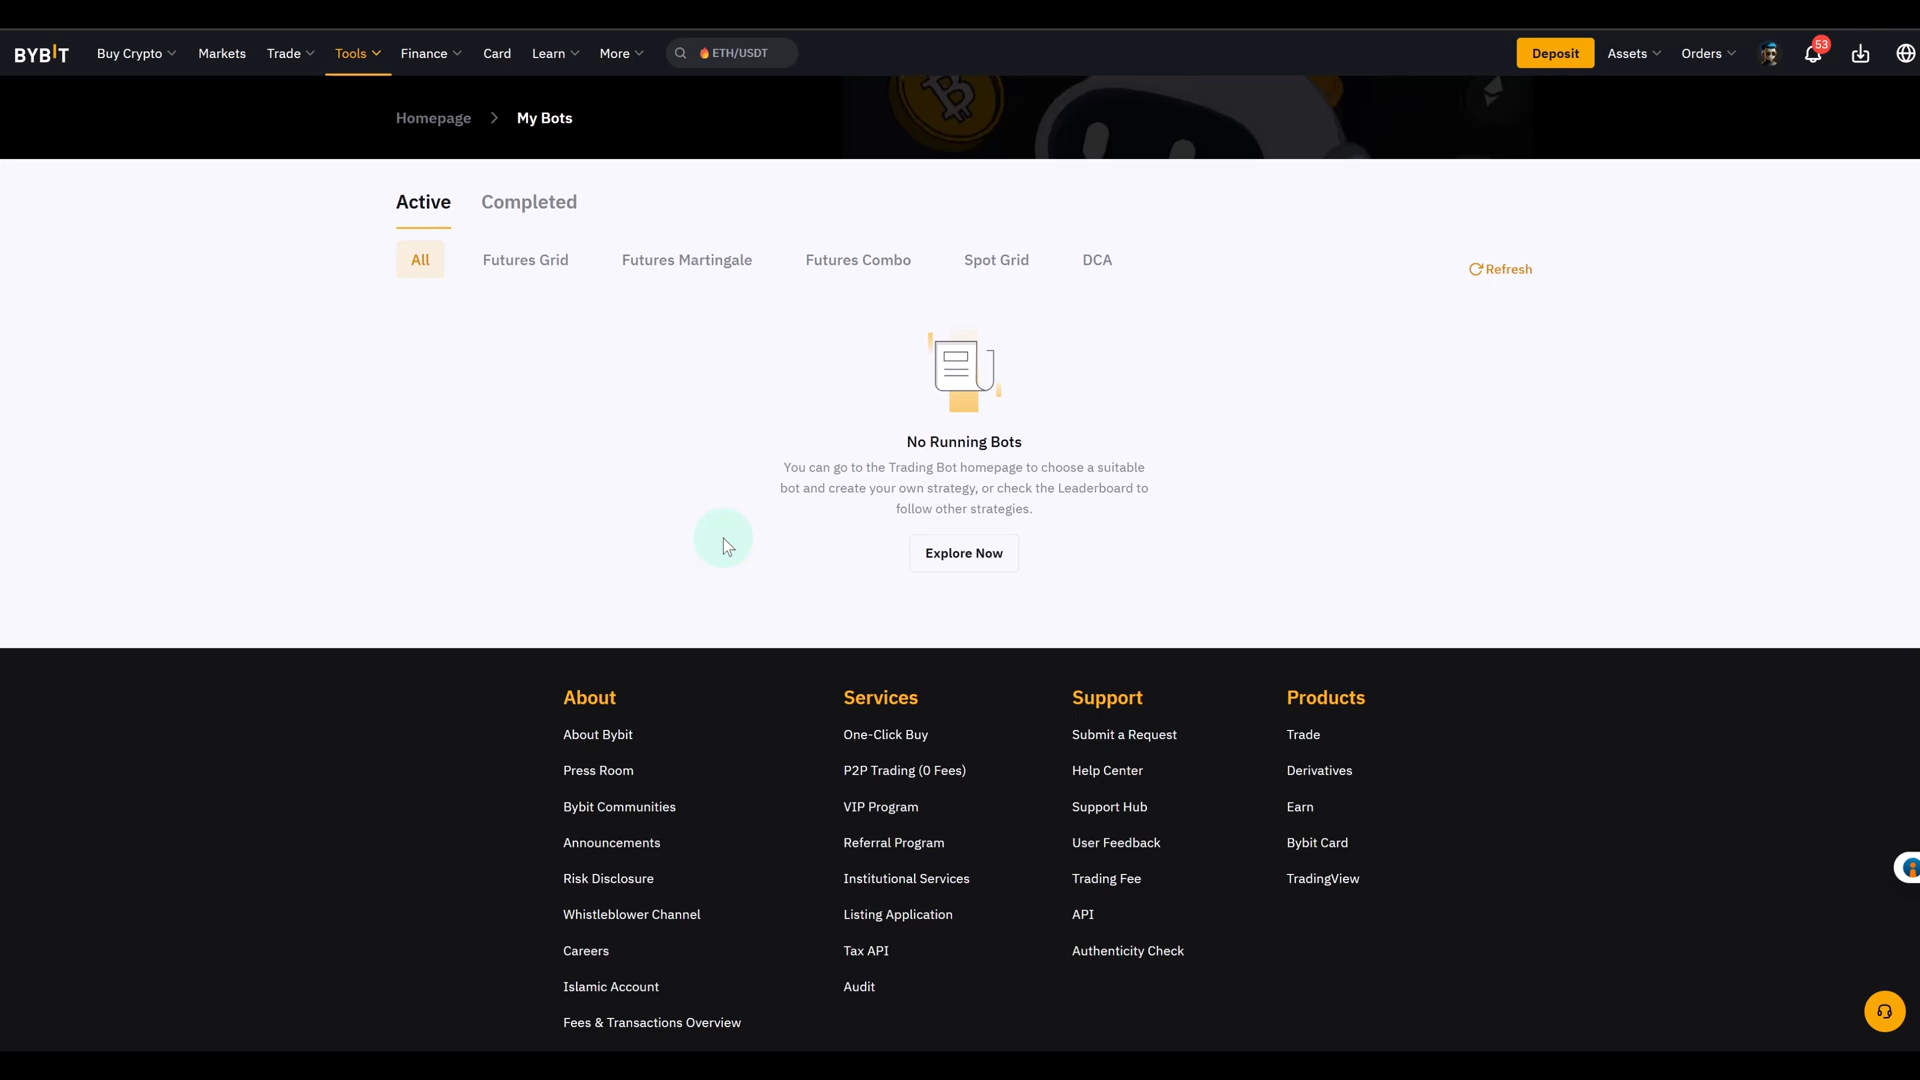 BYBIT Buy Crypto Markets Trade Tools Finance Card Learn More ETH/USDT Deposit Assets Orders 53
Homepage > My Bots
Active Completed
All Futures Grid Futures Martingale Futures Combo Spot Grid DCA
Refresh
No Running Bots
You can go to the Trading Bot homepage to choose a suitable
bot and create your own strategy, or check the Leaderboard to
follow other strategies.
Explore Now
About
About Bybit
Press Room
Bybit Communities
Announcements
Risk Disclosure
Whistleblower Channel
Careers
Islamic Account
Fees & Transactions Overview
Services
One-Click Buy
P2P Trading (0 Fees)
VIP Program
Referral Program
Institutional Services
Listing Application
Tax API
Audit
Support
Submit a Request
Help Center
Support Hub
User Feedback
Trading Fee
API
Authenticity Check
Products
Trade
Derivatives
Earn
Bybit Card
TradingView